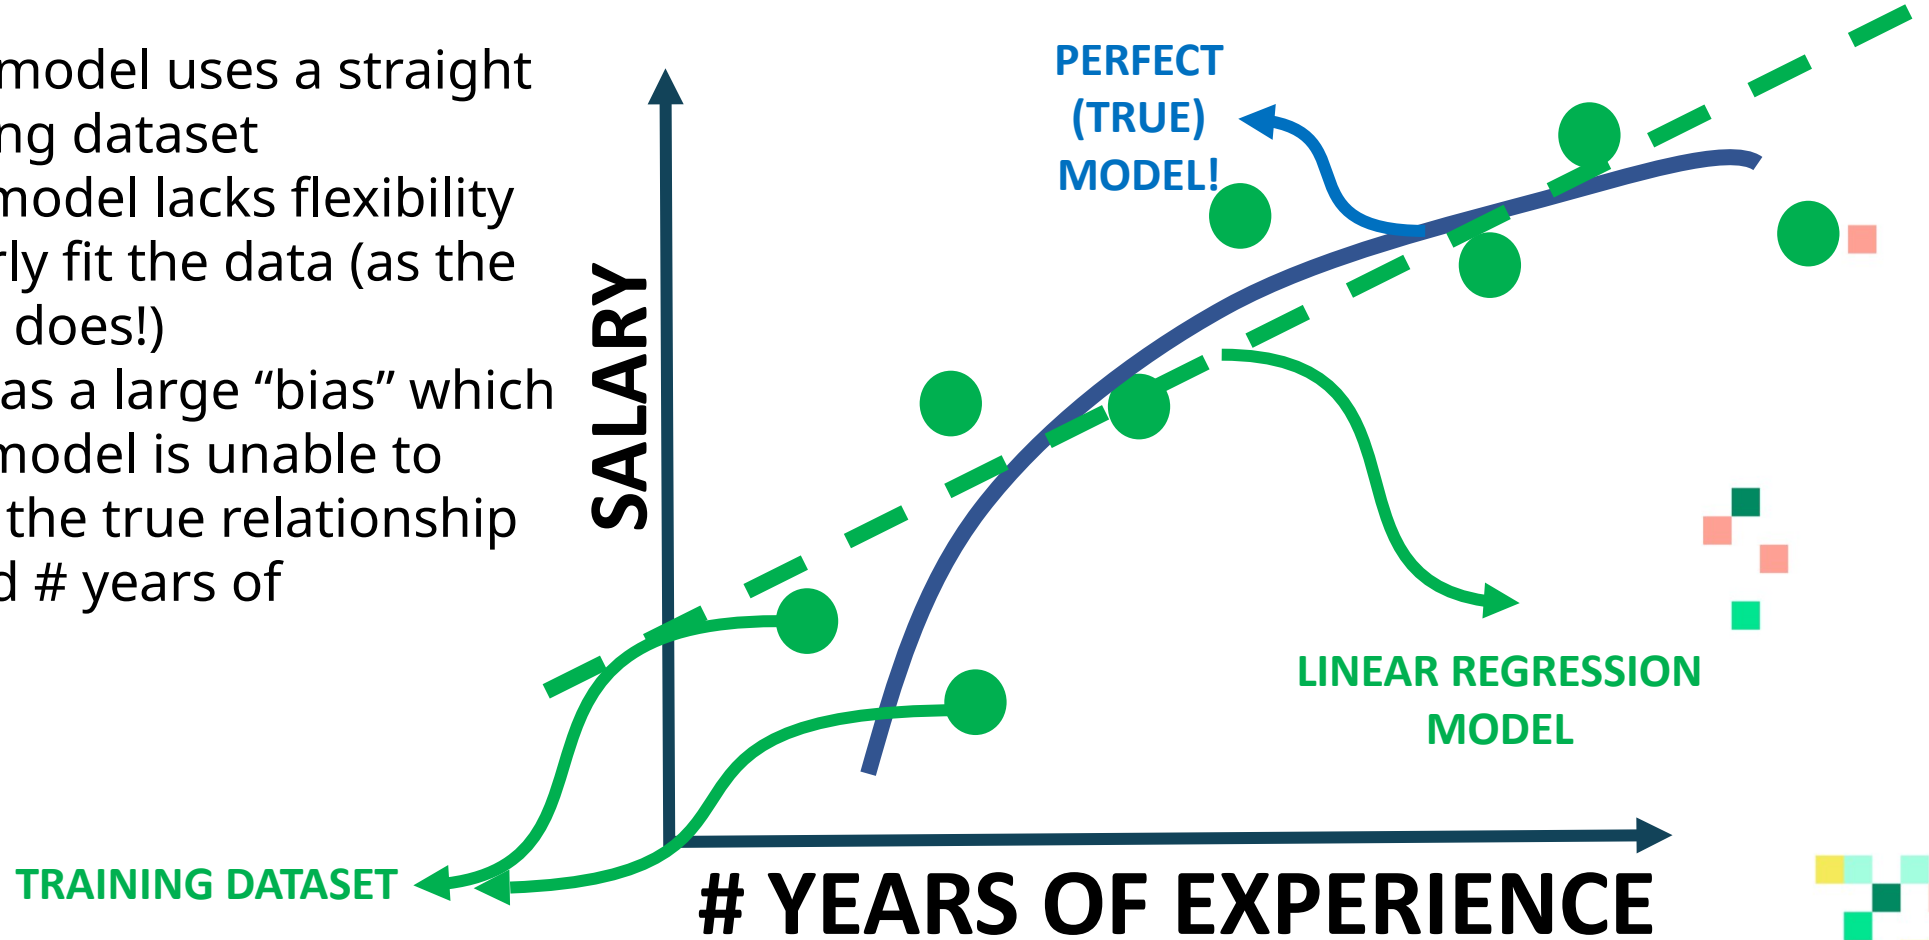 model uses a straight
ng dataset
model lacks flexibility
rly fit the data (as the
does!)
as a large “bias” which
model is unable to
the true relationship
d # years of
PERFECT
(TRUE)
MODEL!
SALARY
LINEAR REGRESSION
MODEL
TRAINING DATASET
# YEARS OF EXPERIENCE